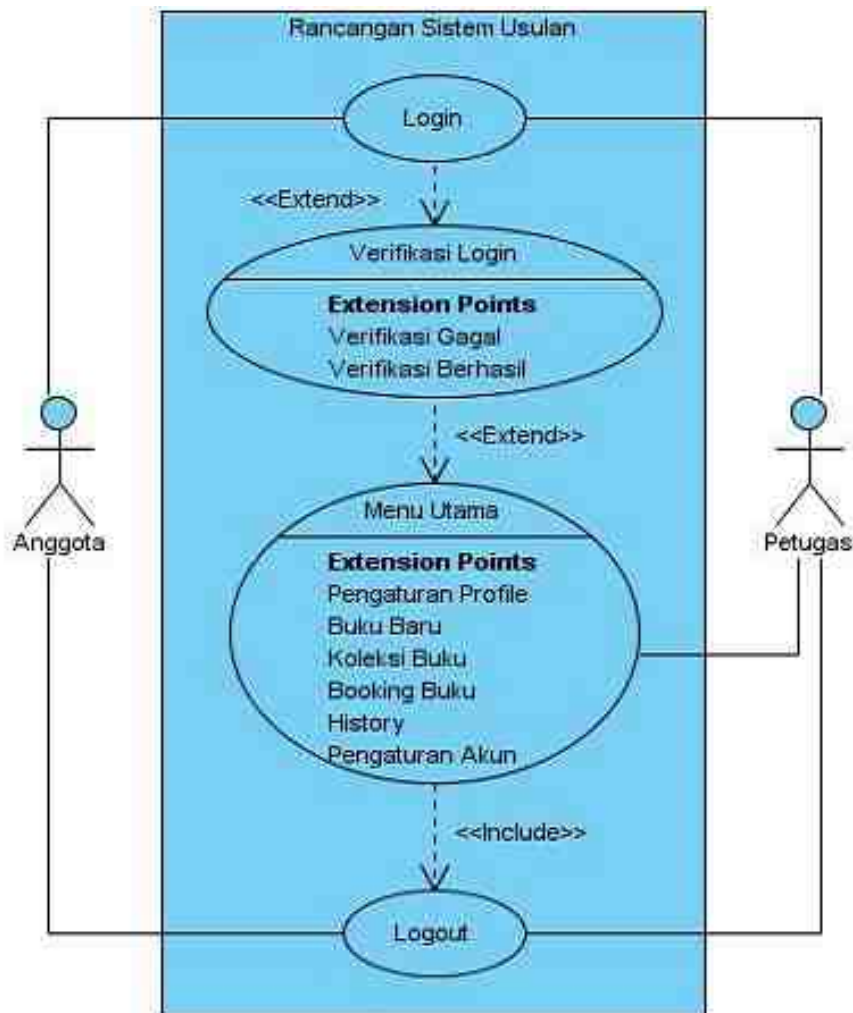 Rancangan Sistem Usulan
Login
<<Extend>>
Verifikasi Login
Extension Points
Verifikasi Gagal
Verifikasi Berhasil
<<Extend>>
Anggota
Petugas
Menu Utama
Extension Points
Pengaturan Profile
Buku Baru
Koleksi Buku
Booking Buku
History
Pengaturan Akun
<<Include>>
Logout